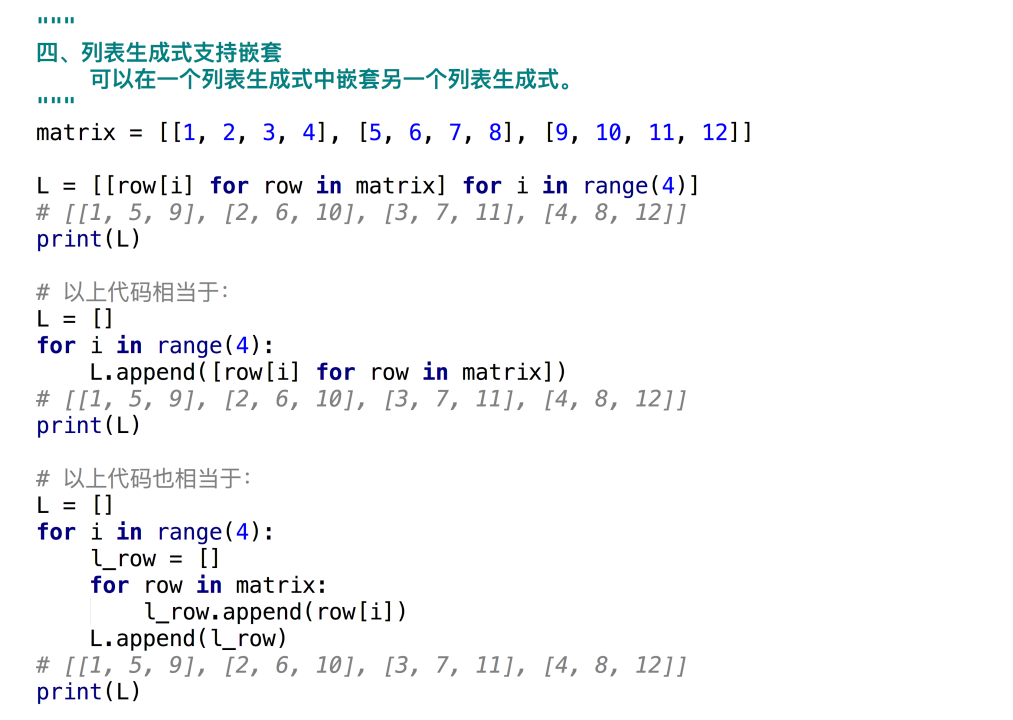 """
四、列表生成式支持嵌套
    可以在一个列表生成式中嵌套另一个列表生成式。
"""
matrix = [[1, 2, 3, 4], [5, 6, 7, 8], [9, 10, 11, 12]]

L = [[row[i] for row in matrix] for i in range(4)]
# [[1, 5, 9], [2, 6, 10], [3, 7, 11], [4, 8, 12]]
print(L)

# 以上代码相当于:
L = []
for i in range(4):
    L.append([row[i] for row in matrix])
# [[1, 5, 9], [2, 6, 10], [3, 7, 11], [4, 8, 12]]
print(L)

# 以上代码也相当于:
L = []
for i in range(4):
    l_row = []
    for row in matrix:
        l_row.append(row[i])
    L.append(l_row)
# [[1, 5, 9], [2, 6, 10], [3, 7, 11], [4, 8, 12]]
print(L)